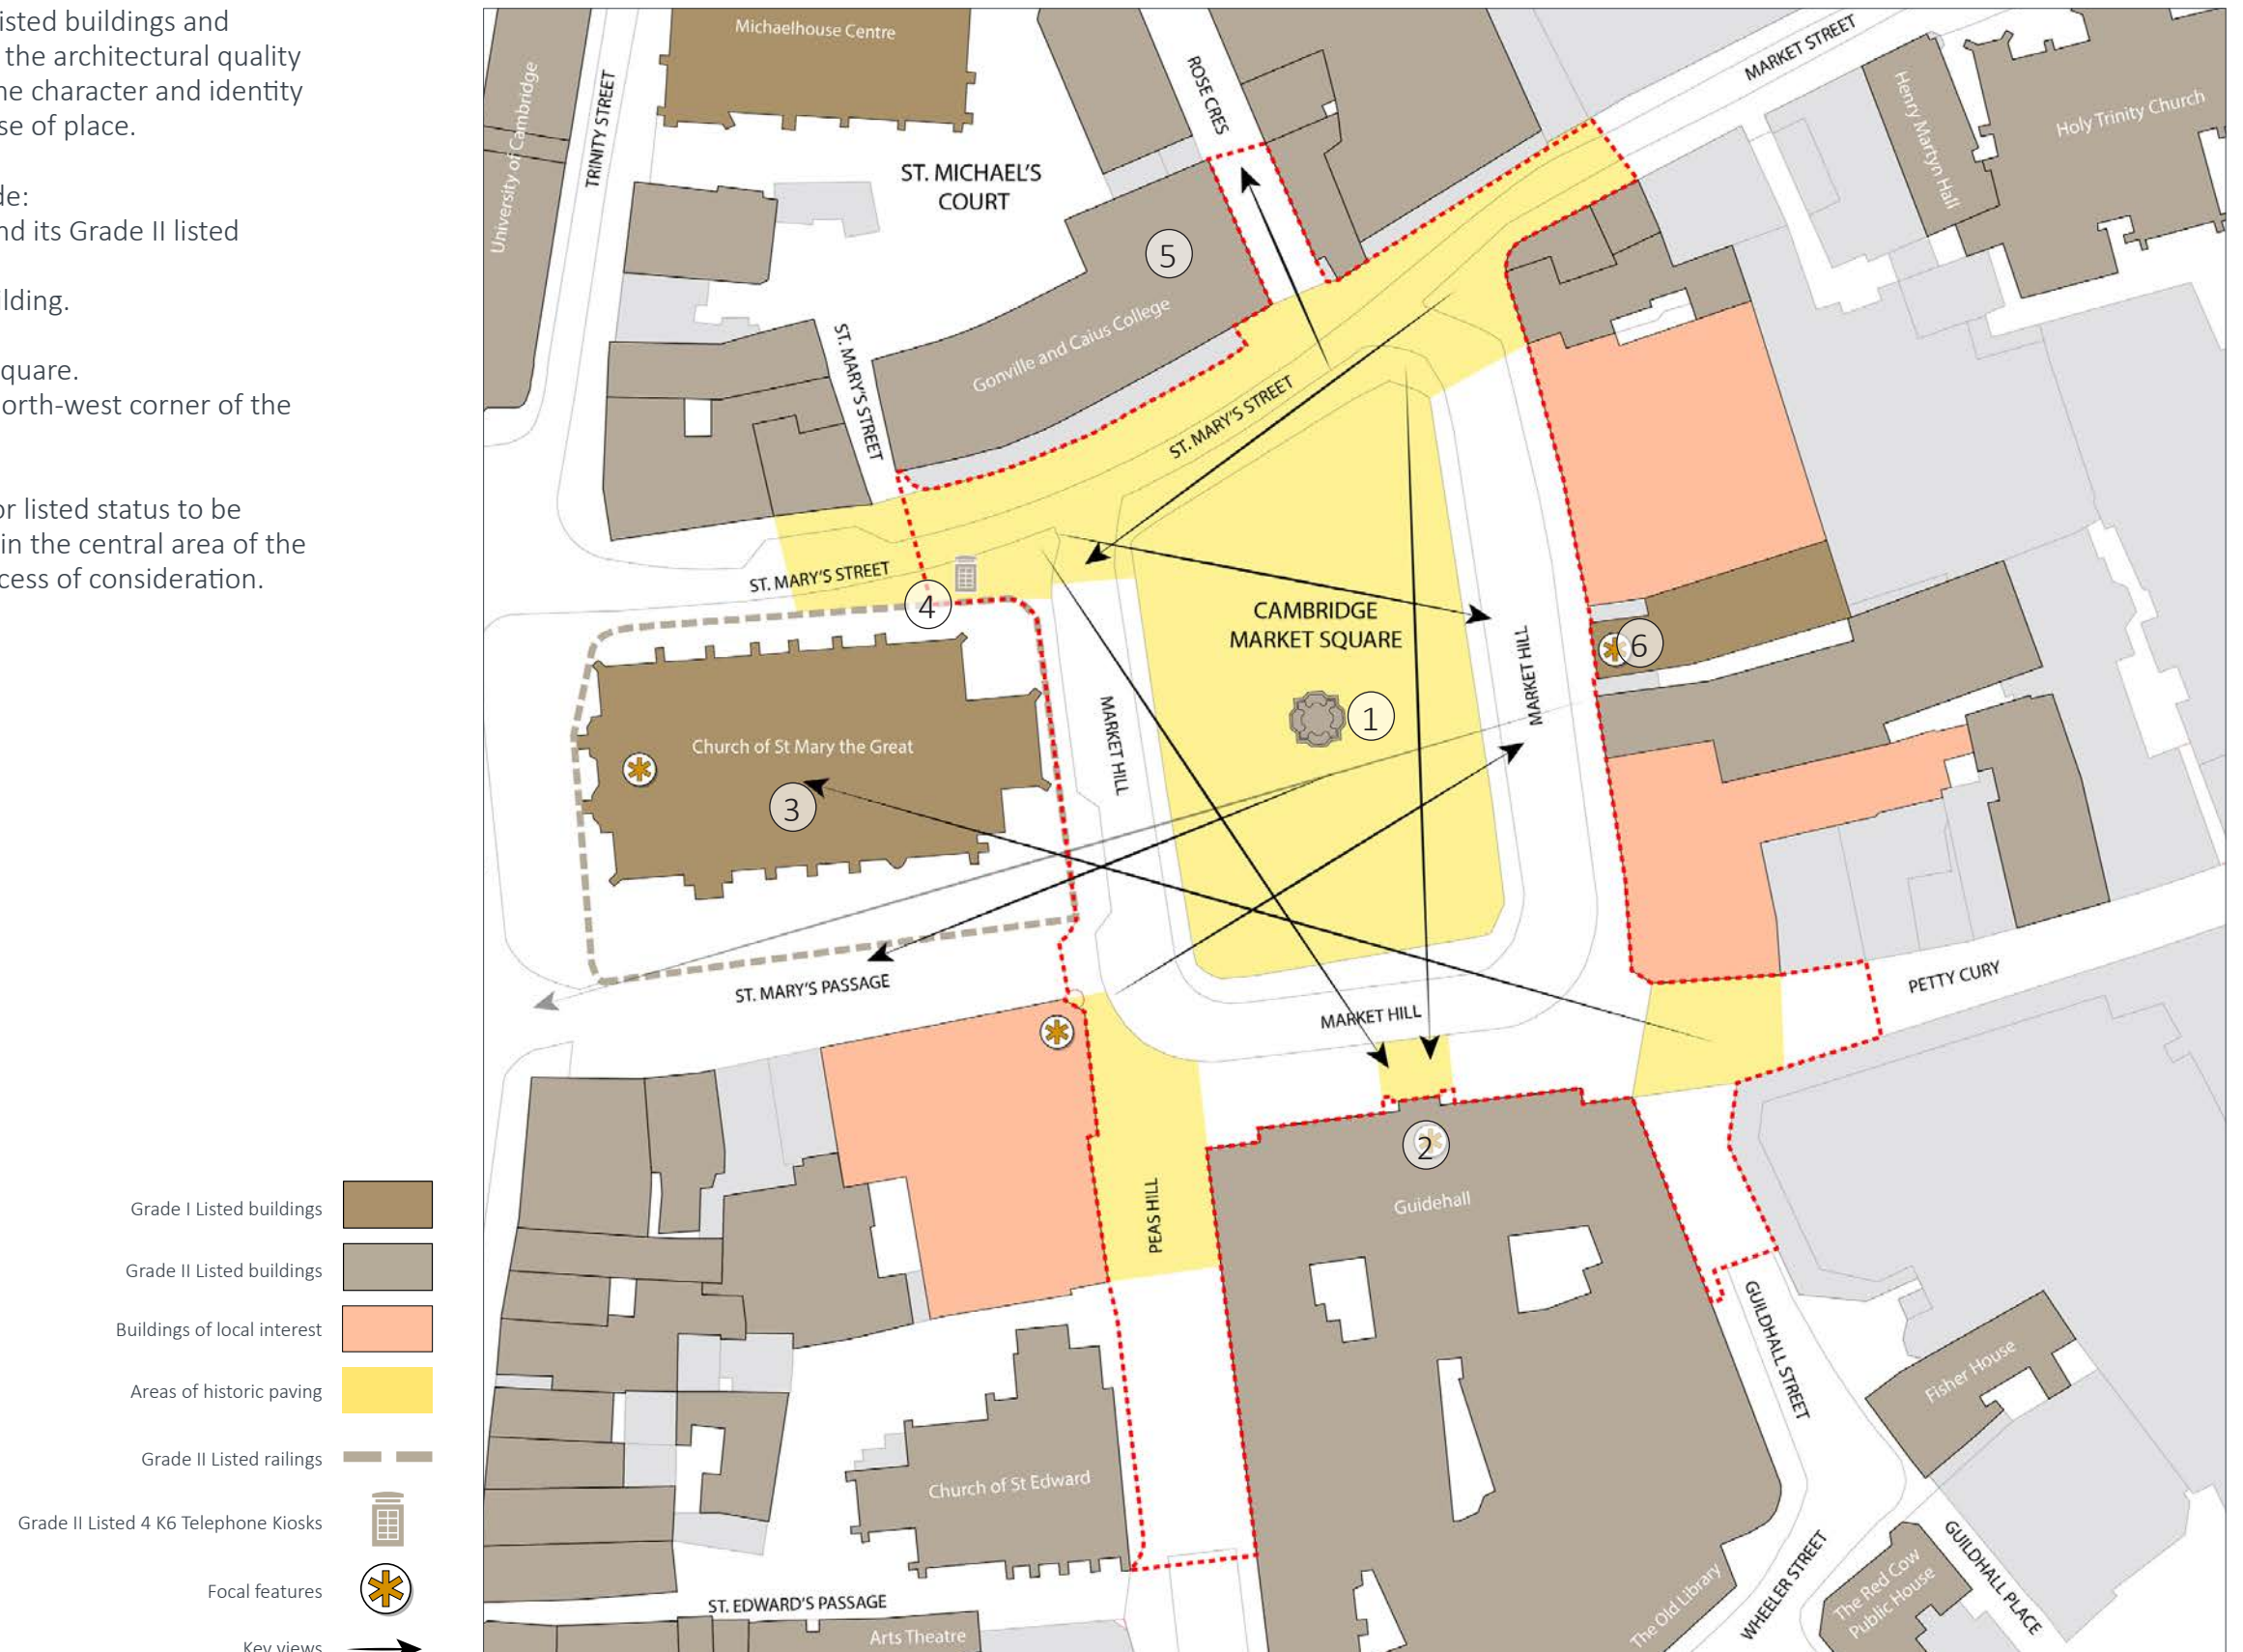 isted buildings and
the architectural quality
ne character and identity
se of place.
de:
nd its Grade II listed
ilding.
quare.
orth-west corner of the
or listed status to be
in the central area of the
cess of consideration.
Grade I Listed buildings
Grade II Listed buildings
Buildings of local interest
Areas of historic paving
Grade II Listed railings
Grade II Listed 4 K6 Telephone Kiosks
Focal features
Key views
Michaelhouse Centre
University of Cambridge
TRINITY STREET
ROSE CRES
MARKET STREET
Henry Martyn Hall
Holy Trinity Church
ST. MICHAEL'S
COURT
5
Gonville and Caius College
ST. MARY'S STREET
ST. MARY'S STREET
ST. MARY'S STREET
4
CAMBRIDGE
MARKET SQUARE
1
6
MARKET HILL
MARKET HILL
Church of St Mary the Great
3
ST. MARY'S PASSAGE
MARKET HILL
PETTY CURY
2
Guidehall
PEAS HILL
GUILDHALL STREET
Fisher House
Church of St Edward
ST. EDWARD'S PASSAGE
Arts Theatre
The Old Library
WHEELER STREET
The Red Cow
Public House
GUILDHALL PLACE